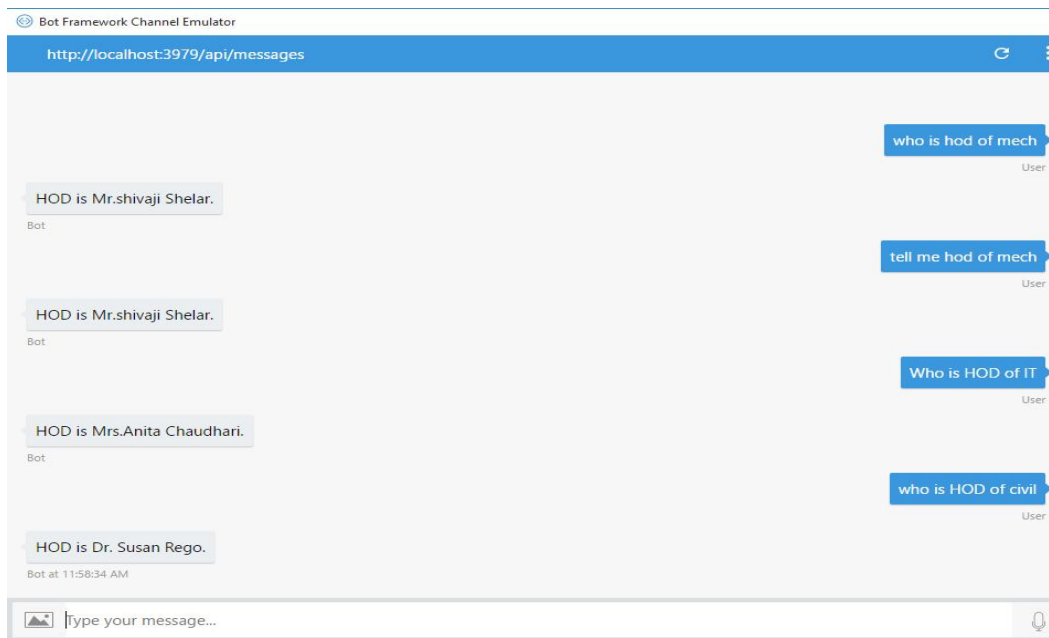 Bot Framework Channel Emulator
http://localhost:3979/api/messages
who is hod of mech
User
HOD is Mr.shivaji Shelar.
Bot
tell me hod of mech
User
HOD is Mr.shivaji Shelar.
Bot
Who is HOD of IT
User
HOD is Mrs.Anita Chaudhari.
Bot
who is HOD of civil
User
HOD is Dr. Susan Rego.
Bot at 11:58:34 AM
Type your message...